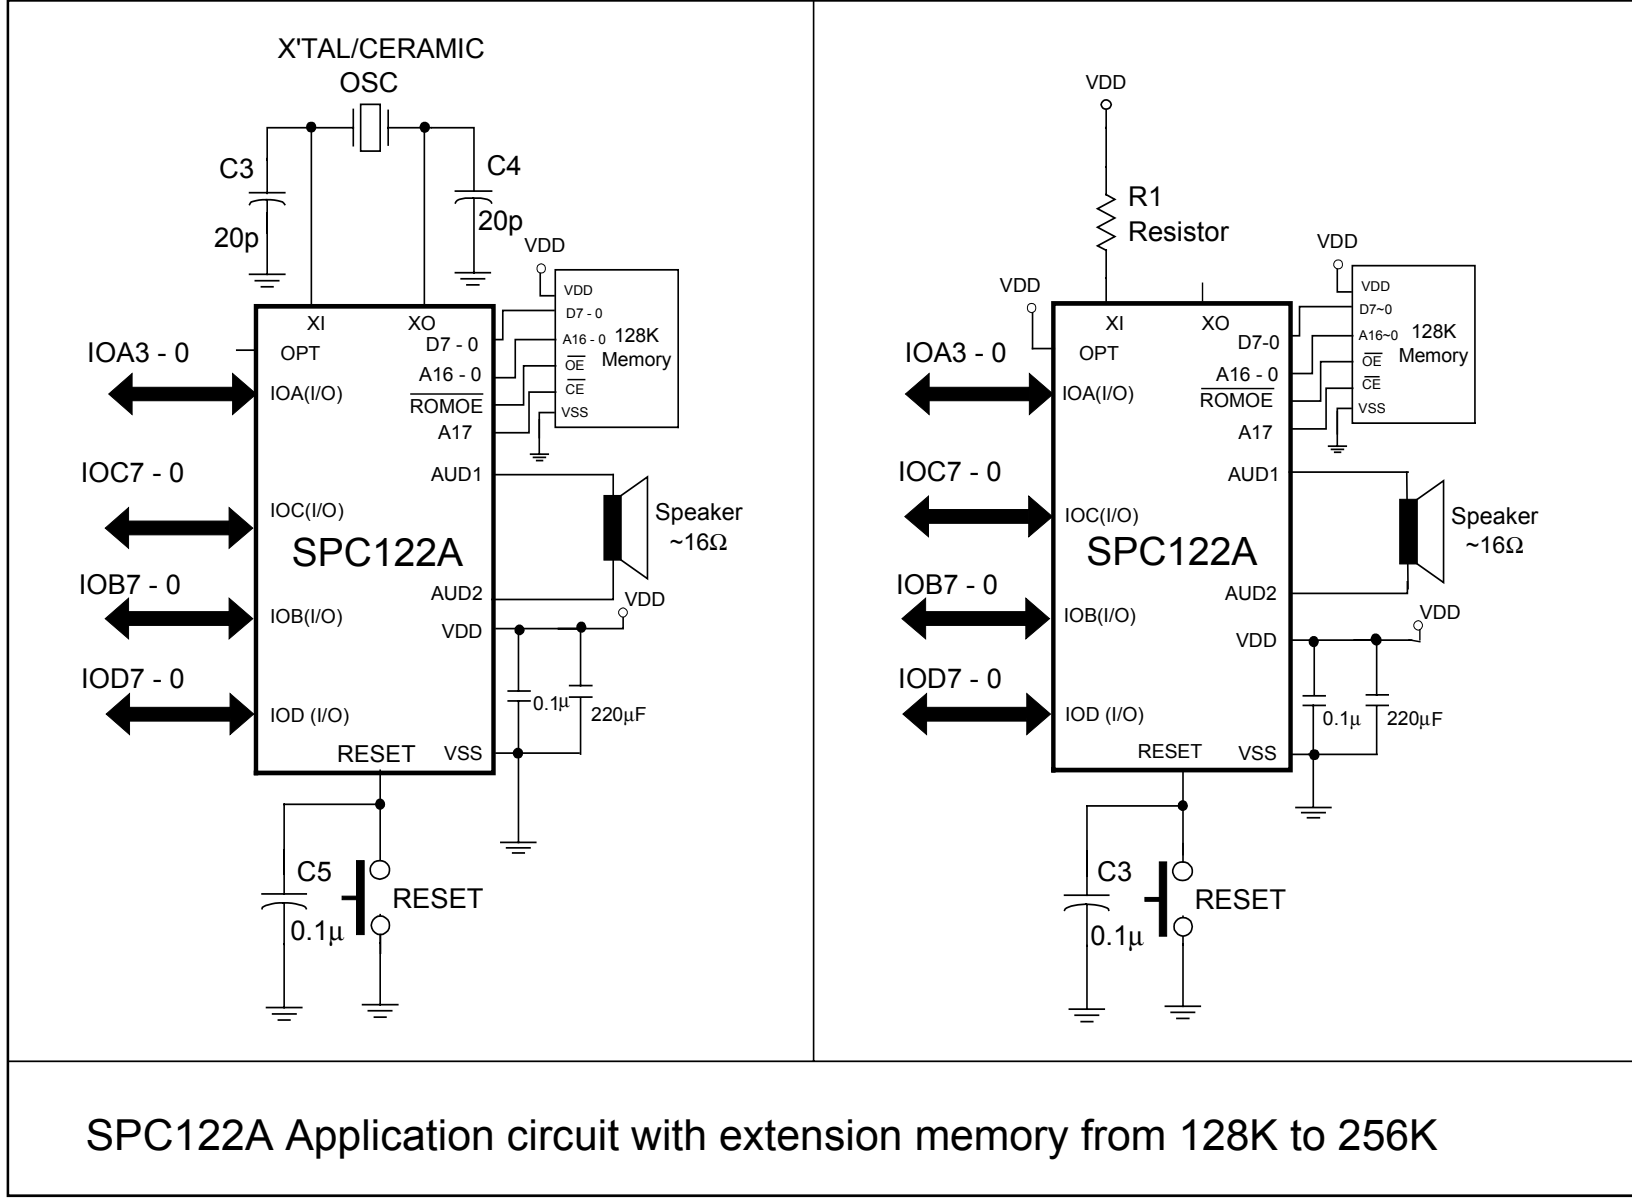 X'TAL/CERAMIC
OSC
C3
20p
C4
20p
VDD
VDD
D7 - 0
A16 - 0
OE
CE
VSS
128K
Memory
XI
XO
OPT
D7 - 0
A16 - 0
ROMOE
A17
IOA3 - 0
IOA(I/O)
IOC7 - 0
IOC(I/O)
AUD1
SPC122A
Speaker
~16Ω
IOB7 - 0
IOB(I/O)
AUD2
VDD
VDD
IOD7 - 0
IOD (I/O)
0.1μ
220μF
RESET
VSS
C5
0.1μ
RESET
VDD
R1
Resistor
VDD
VDD
VDD
D7~0
A16~0
OE
CE
VSS
128K
Memory
XI
XO
OPT
D7-0
A16 - 0
ROMOE
A17
IOA3 - 0
IOA(I/O)
IOC7 - 0
IOC(I/O)
AUD1
SPC122A
Speaker
~16Ω
IOB7 - 0
IOB(I/O)
AUD2
VDD
VDD
IOD7 - 0
IOD (I/O)
0.1μ
220μF
RESET
VSS
C3
0.1μ
RESET
SPC122A Application circuit with extension memory from 128K to 256K